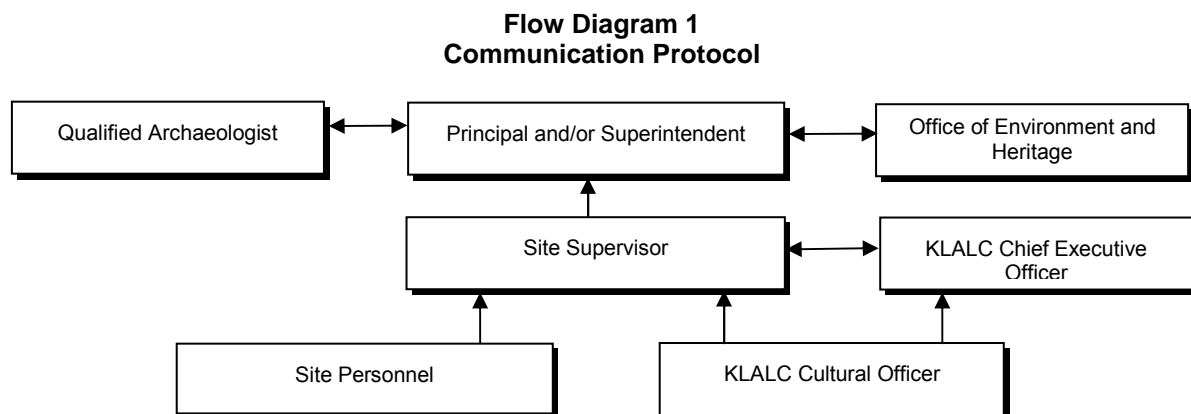 Flow Diagram 1
Communication Protocol
Qualified Archaeologist
Principal and/or Superintendent
Office of Environment and
Heritage
Site Supervisor
KLALC Chief Executive
Officer
Site Personnel
KLALC Cultural Officer